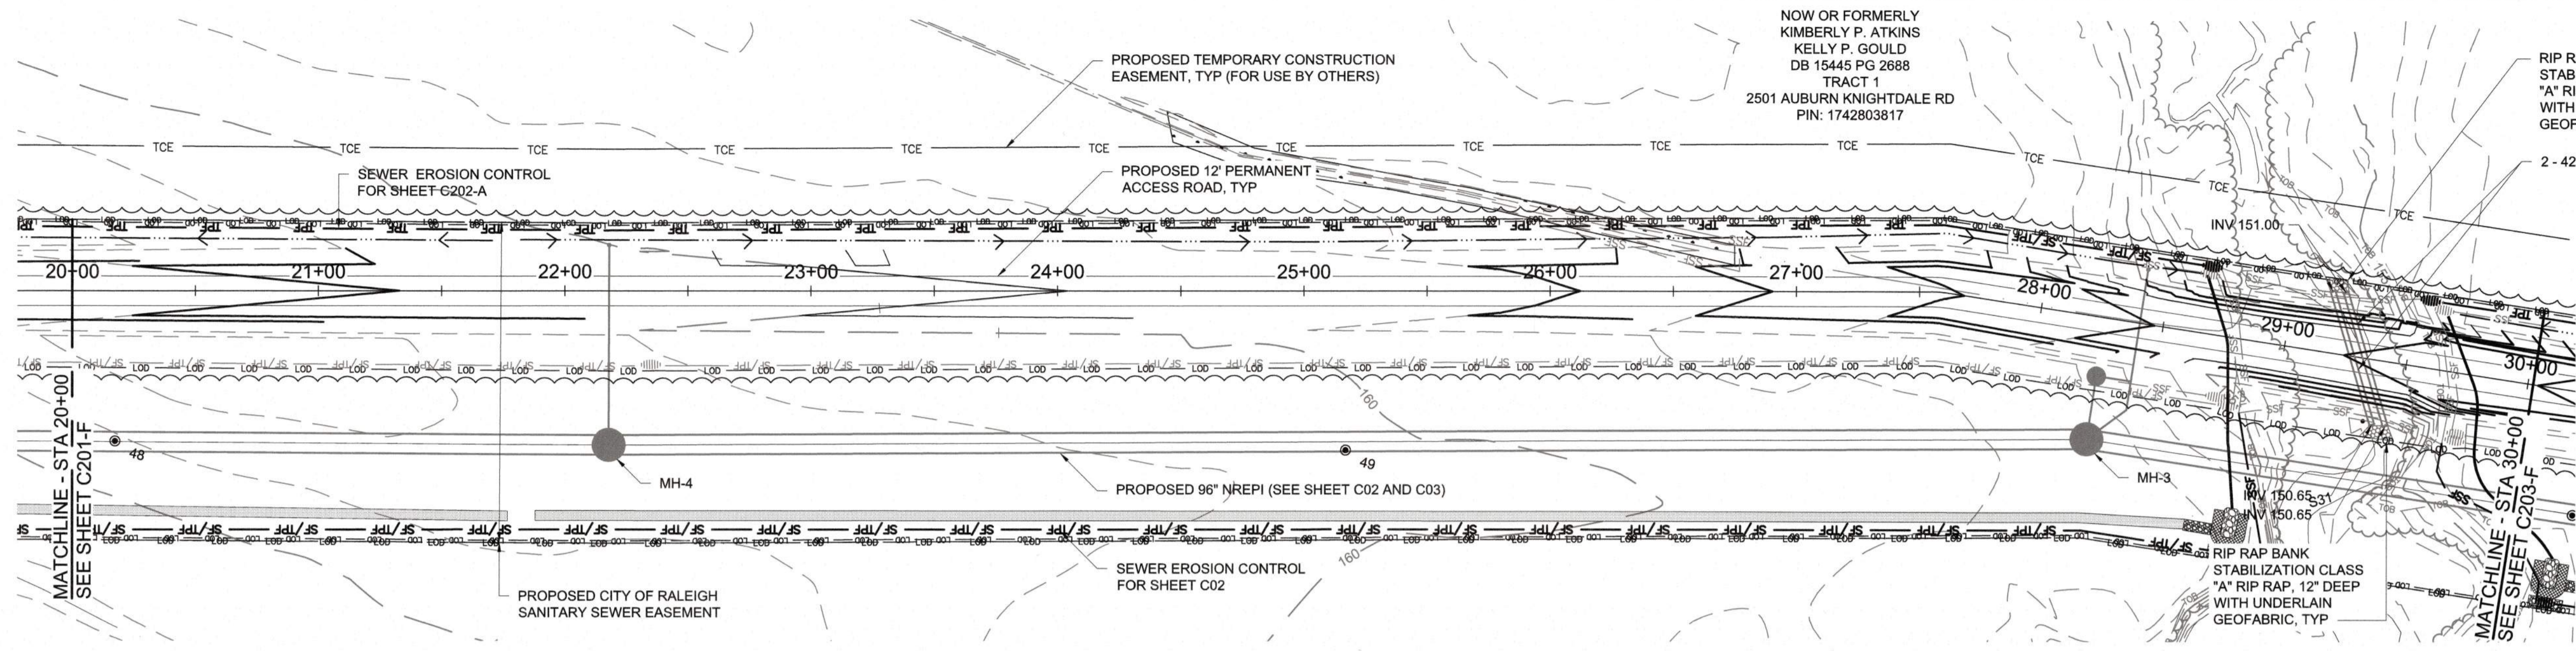 NOW OR FORMERLY
KIMBERLY P. ATKINS
KELLY P. GOULD
DB 15445 PG 2688
TRACT 1
2501 AUBURN KNIGHTDALE RD
PIN: 1742803817
PROPOSED TEMPORARY CONSTRUCTION
EASEMENT, TYP (FOR USE BY OTHERS)
RIP R
STAB
"A" RI
WITH
GEOF
2 - 42
TCE TCE TCE TCE TCE TCE TCE TCE TCE TCE TCE TCE TCE
SEWER EROSION CONTROL
FOR SHEET C202-A
PROPOSED 12' PERMANENT
ACCESS ROAD, TYP
INV 151.00
20+00 21+00 22+00 23+00 24+00 25+00 26+00 27+00 28+00 29+00 30+00
160
48
49
MH-4
MH-3
PROPOSED 96" NREPI (SEE SHEET C02 AND C03)
MATCHLINE - STA 20+00
SEE SHEET C201-F
INV 150.65
INV 150.65
S31
160
SEWER EROSION CONTROL
FOR SHEET C02
PROPOSED CITY OF RALEIGH
SANITARY SEWER EASEMENT
RIP RAP BANK
STABILIZATION CLASS
"A" RIP RAP, 12" DEEP
WITH UNDERLAIN
GEOFABRIC, TYP
MATCHLINE - STA 30+00
SEE SHEET C203-F